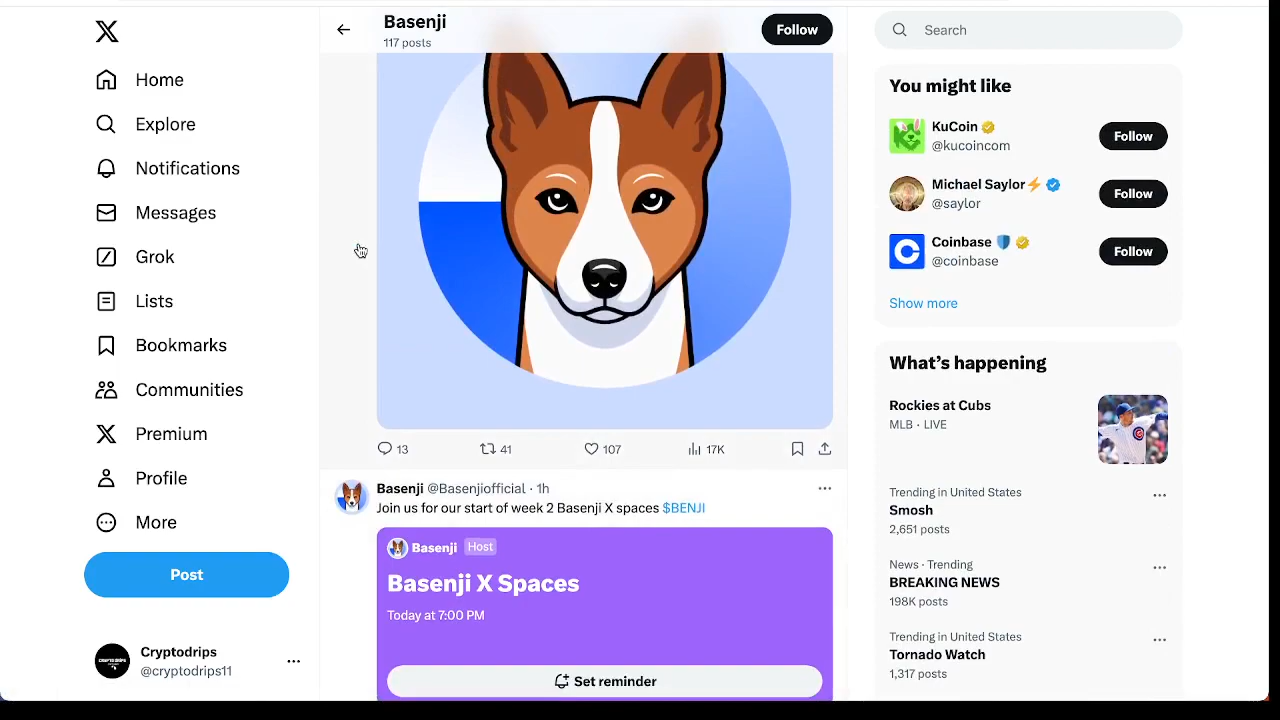 Home
Explore
Notifications
Messages
Grok
Lists
Bookmarks
Communities
Premium
Profile
More
Post
Cryptodrips
@cryptodrips11
Basenji
117 posts
Follow
13
41
107
17K
Basenji @Basenjiofficial · 1h
Join us for our start of week 2 Basenji X spaces $BENJI
Basenji Host
Basenji X Spaces
Today at 7:00 PM
Set reminder
Search
You might like
KuCoin
@kucoincom
Follow
Michael Saylor
@saylor
Follow
Coinbase
@coinbase
Follow
Show more
What's happening
Rockies at Cubs
MLB · LIVE
Trending in United States
Smosh
2,651 posts
News · Trending
BREAKING NEWS
198K posts
Trending in United States
Tornado Watch
1,317 posts